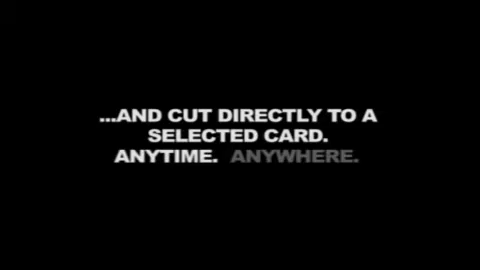 ...AND CUT DIRECTLY TO A
SELECTED CARD.
ANYTIME. ANYWHERE.